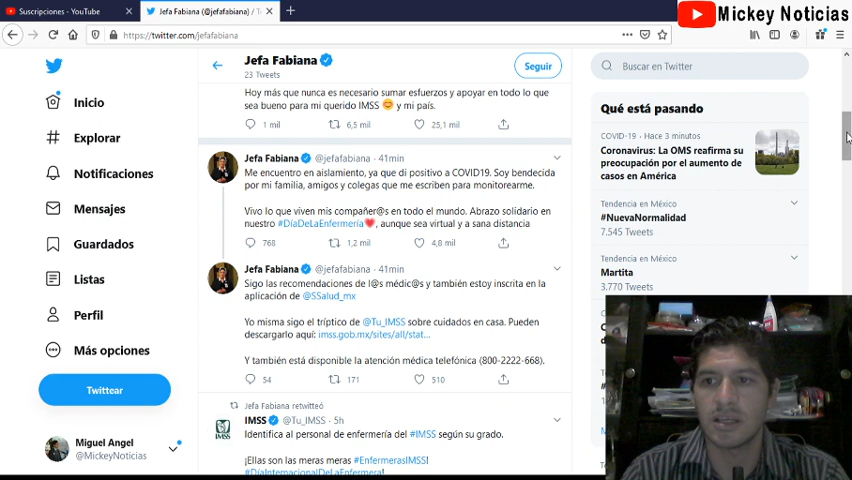 Suscripciones - YouTube
Jefa Fabiana (@jefafabiana) / T
Mickey Noticias
https://twitter.com/jefafabiana
Inicio
Explorar
Notificaciones
Mensajes
Guardados
Listas
Perfil
Más opciones
Twittear
Miguel Angel
@MickeyNoticias
Jefa Fabiana
23 Tweets
Seguir
Hoy más que nunca es necesario sumar esfuerzos y apoyar en todo lo que
sea bueno para mi querido IMSS 😊 y mi país.
1 mil 6,5 mil 25,1 mil
Jefa Fabiana @jefafabiana · 41min
Me encuentro en aislamiento, ya que di positivo a COVID19. Soy bendecida
por mi familia, amigos y colegas que me escriben para monitorearme.
Vivo lo que viven mis compañer@s en todo el mundo. Abrazo solidario en
nuestro #DíaDeLaEnfermería❤, aunque sea virtual y a sana distancia
768 1,2 mil 4,8 mil
Jefa Fabiana @jefafabiana · 41min
Sigo las recomendaciones de l@s médic@s y también estoy inscrita en la
aplicación de @SSalud_mx
Yo misma sigo el tríptico de @Tu_IMSS sobre cuidados en casa. Pueden
descargarlo aquí: imss.gob.mx/sites/all/stat...
Y también está disponible la atención médica telefónica (800-2222-668).
54 171 510
Jefa Fabiana retwitteó
IMSS @Tu_IMSS · 5h
Identifica al personal de enfermería del #IMSS según su grado.
¡Ellas son las meras meras #EnfermerasIMSS!
#DíaInternacionalDeLaEnfermera!
IMSS
Buscar en Twitter
Qué está pasando
COVID-19 · Hace 3 minutos
Coronavirus: La OMS reafirma su
preocupación por el aumento de
casos en América
Tendencia en México
#NuevaNormalidad
7.545 Tweets
Tendencia en México
Martita
3.770 Tweets
Tendencia en México